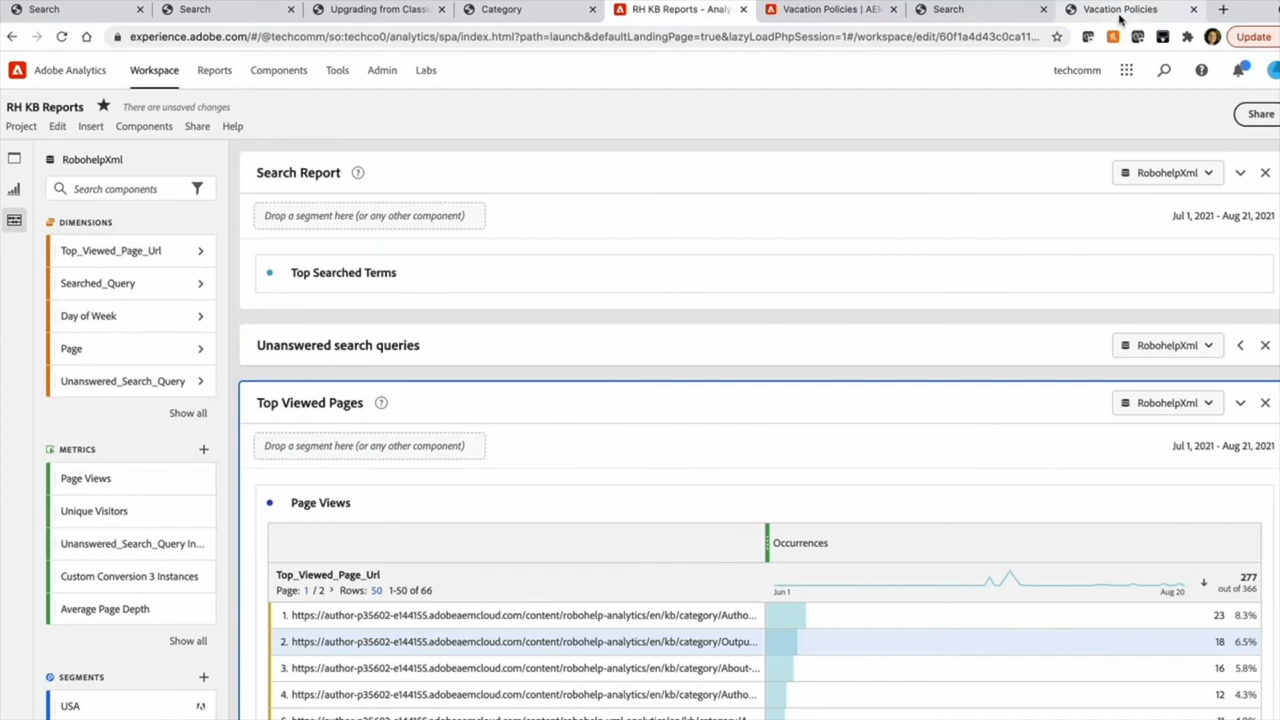 Search
Search
Upgrading from Classi
Category
RH KB Reports - Analy
Vacation Policies | AEM
Search
Vacation Policies
experience.adobe.com/#/@techcomm/so:techco0/analytics/spa/index.html?path=launch&defaultLandingPage=true&lazyLoadPhpSession=1#/workspace/edit/60f1a4d43c0ca11...
Update
Adobe Analytics
Workspace
Reports
Components
Tools
Admin
Labs
techcomm
RH KB Reports
There are unsaved changes
Project
Edit
Insert
Components
Share
Help
Share
RobohelpXml
Search components
DIMENSIONS
Top_Viewed_Page_Url
Searched_Query
Day of Week
Page
Unanswered_Search_Query
Show all
METRICS
Page Views
Unique Visitors
Unanswered_Search_Query In...
Custom Conversion 3 Instances
Average Page Depth
Show all
SEGMENTS
USA
Search Report
RobohelpXml
Drop a segment here (or any other component)
Jul 1, 2021 - Aug 21, 2021
Top Searched Terms
Unanswered search queries
RobohelpXml
Top Viewed Pages
RobohelpXml
Drop a segment here (or any other component)
Jul 1, 2021 - Aug 21, 2021
Page Views
Occurrences
Top_Viewed_Page_Url
Page: 1 / 2 > Rows: 50 1-50 of 66
Jun 1
Aug 20
277
out of 366
1. https://author-p35602-e144155.adobeaemcloud.com/content/robohelp-analytics/en/kb/category/Autho... 23 8.3%
2. https://author-p35602-e144155.adobeaemcloud.com/content/robohelp-analytics/en/kb/category/Outpu... 18 6.5%
3. https://author-p35602-e144155.adobeaemcloud.com/content/robohelp-analytics/en/kb/category/About-... 16 5.8%
4. https://author-p35602-e144155.adobeaemcloud.com/content/robohelp-analytics/en/kb/category/Autho... 12 4.3%